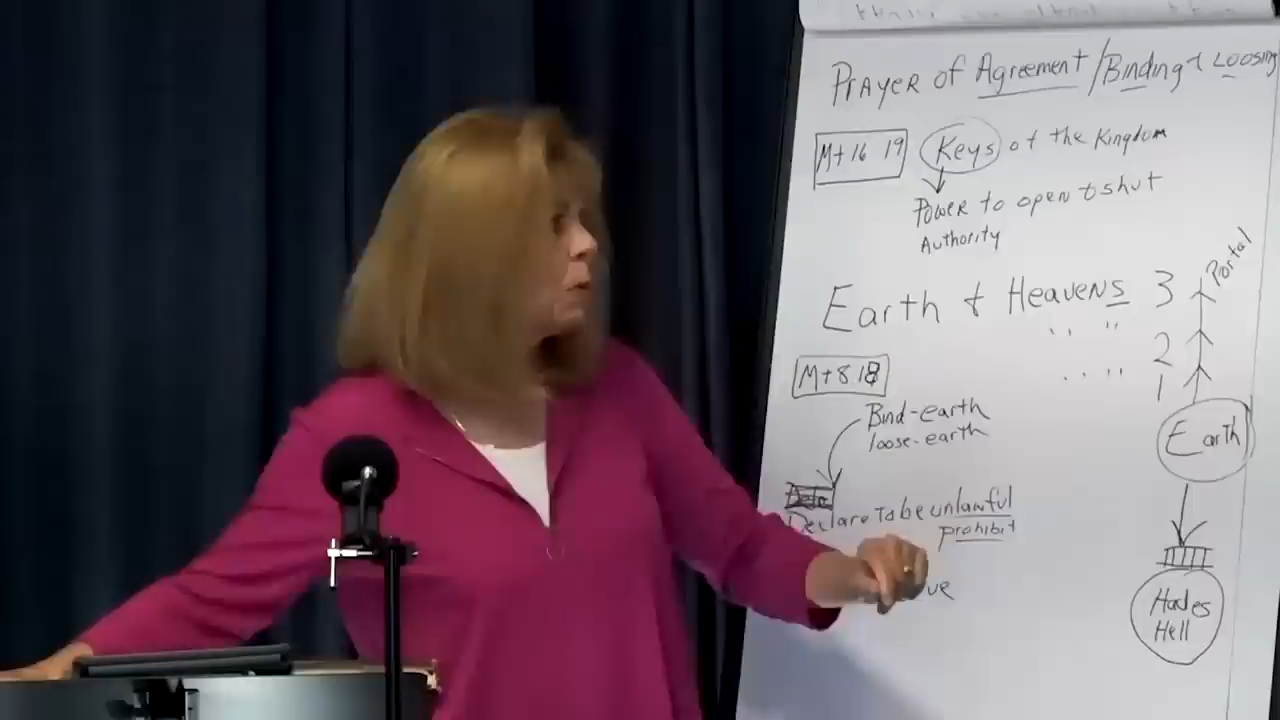 Prayer of Agreement / Binding & Loosing
Mt 16 19 Keys of the Kingdom
Power to open & shut
Authority
Portal
Earth & Heavens 3
" " 2
" " 1
Mt 8 18
Bind-earth
loose-earth
Earth
Declare to be unlawful
prohibit
Hades
Hell